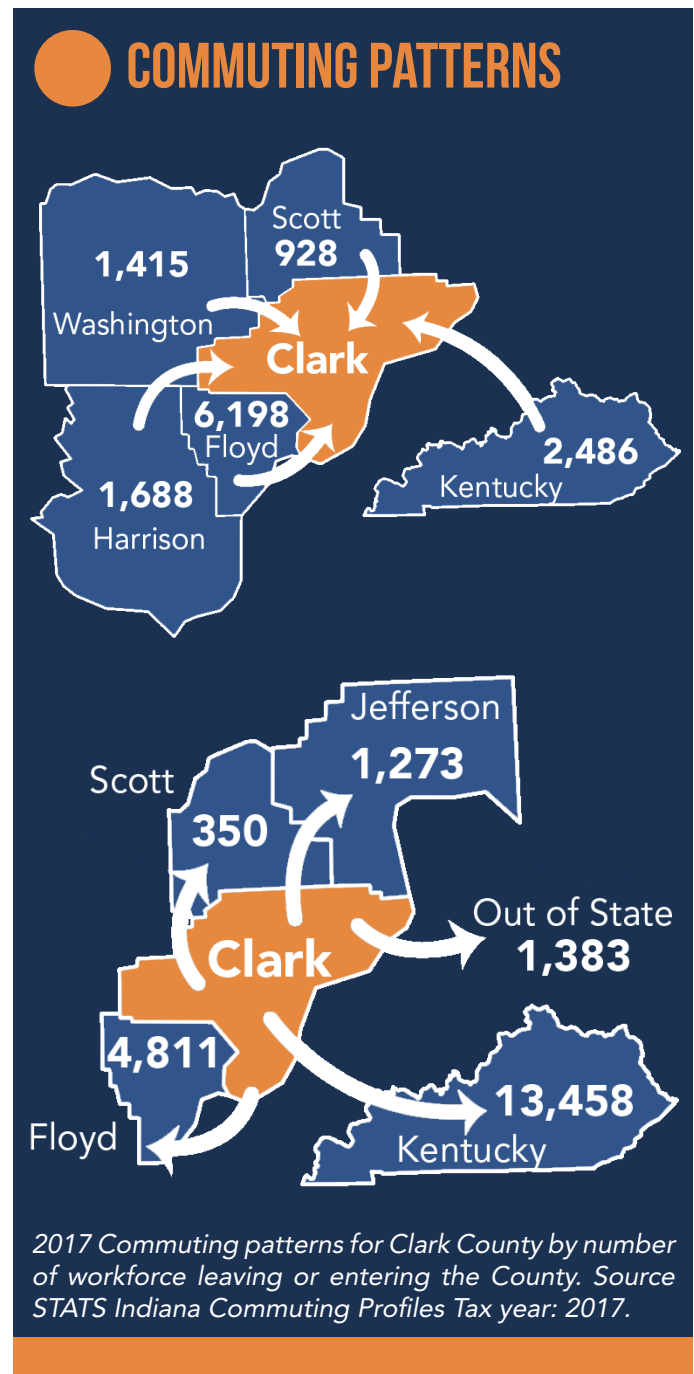 COMMUTING PATTERNS
Scott
928
1,415
Washington
Clark
6,198
Floyd
2,486
Kentucky
1,688
Harrison
Jefferson
1,273
Scott
350
Out of State
1,383
Clark
4,811
13,458
Floyd
Kentucky
2017 Commuting patterns for Clark County by number
of workforce leaving or entering the County. Source
STATS Indiana Commuting Profiles Tax year: 2017.